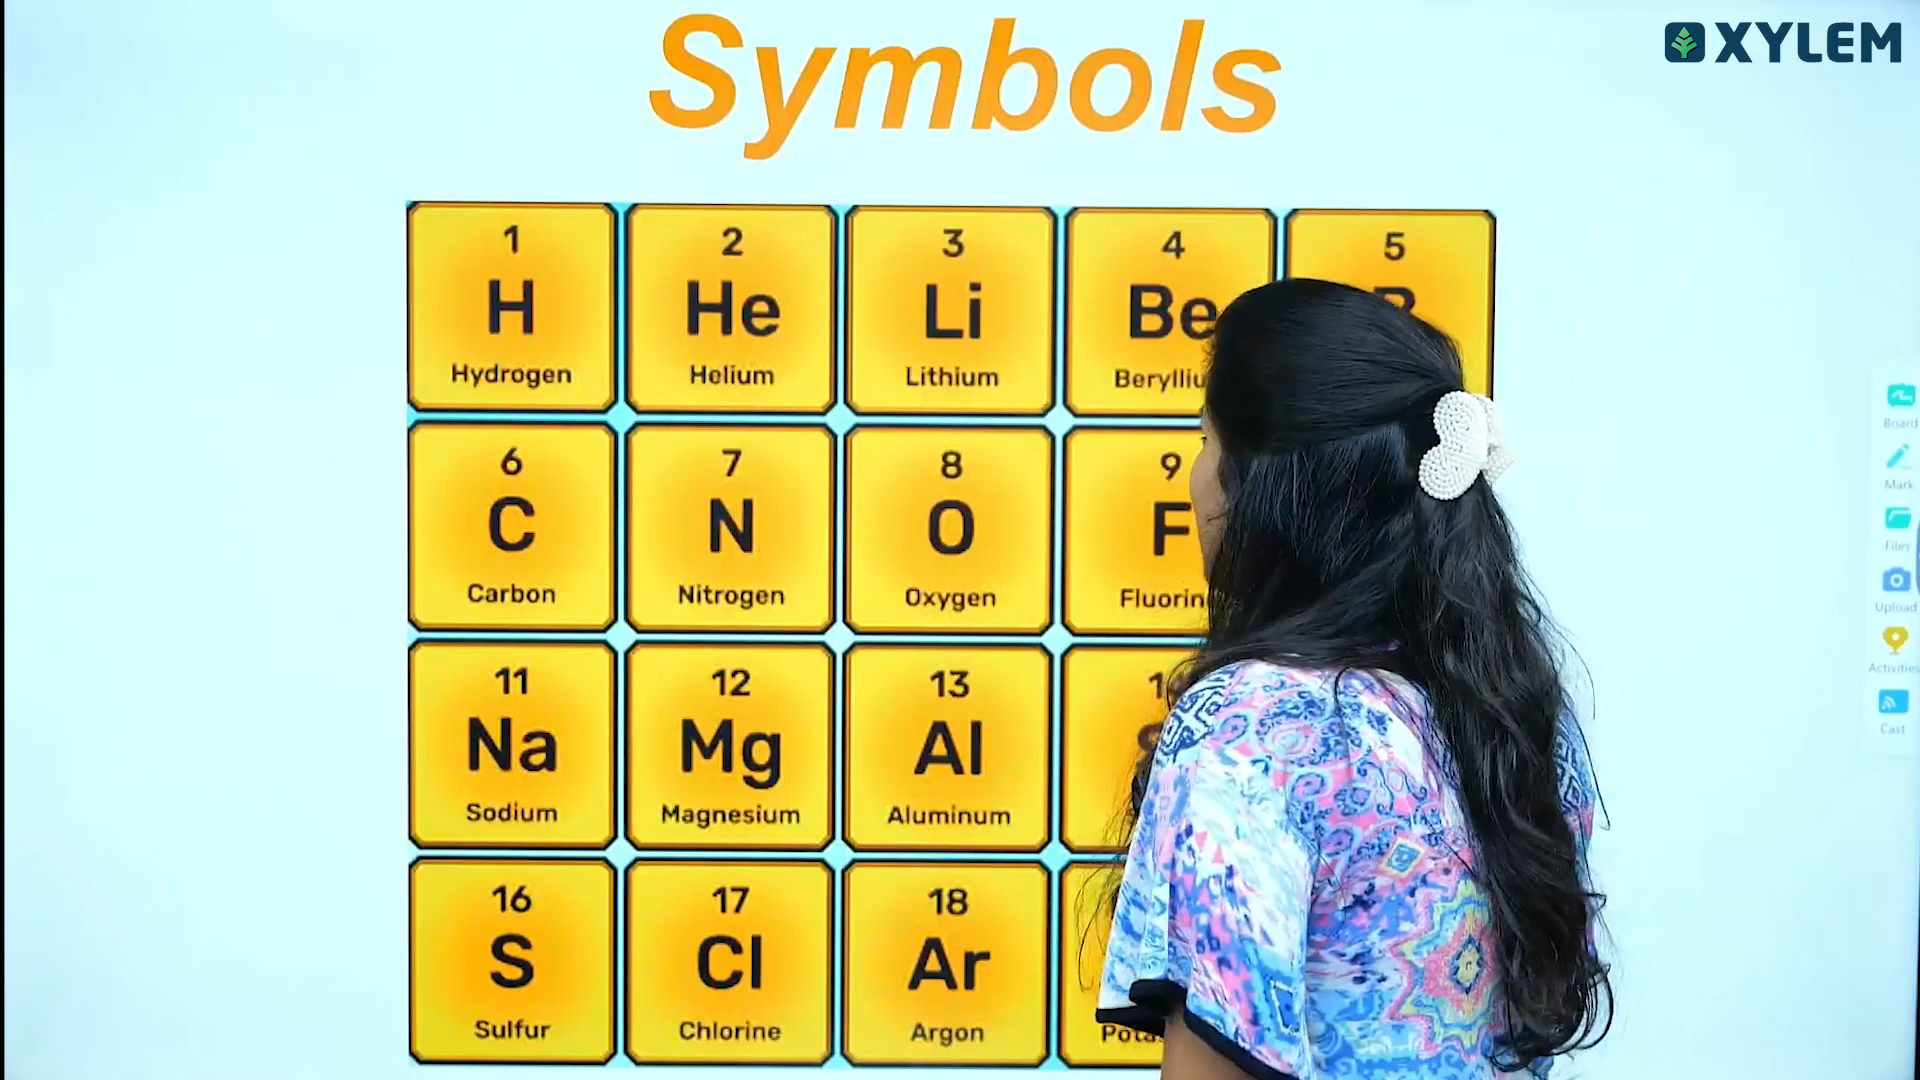 Symbols
XYLEM
1 2 3 4 5
H He Li Be
Hydrogen Helium Lithium
6 7 8 9
C N O F
Carbon Nitrogen Oxygen
11 12 13
Na Mg Al
Sodium Magnesium Aluminum
16 17 18
S Cl Ar
Sulfur Chlorine Argon
Board
Mark
Files
Upload
Activities
Cast